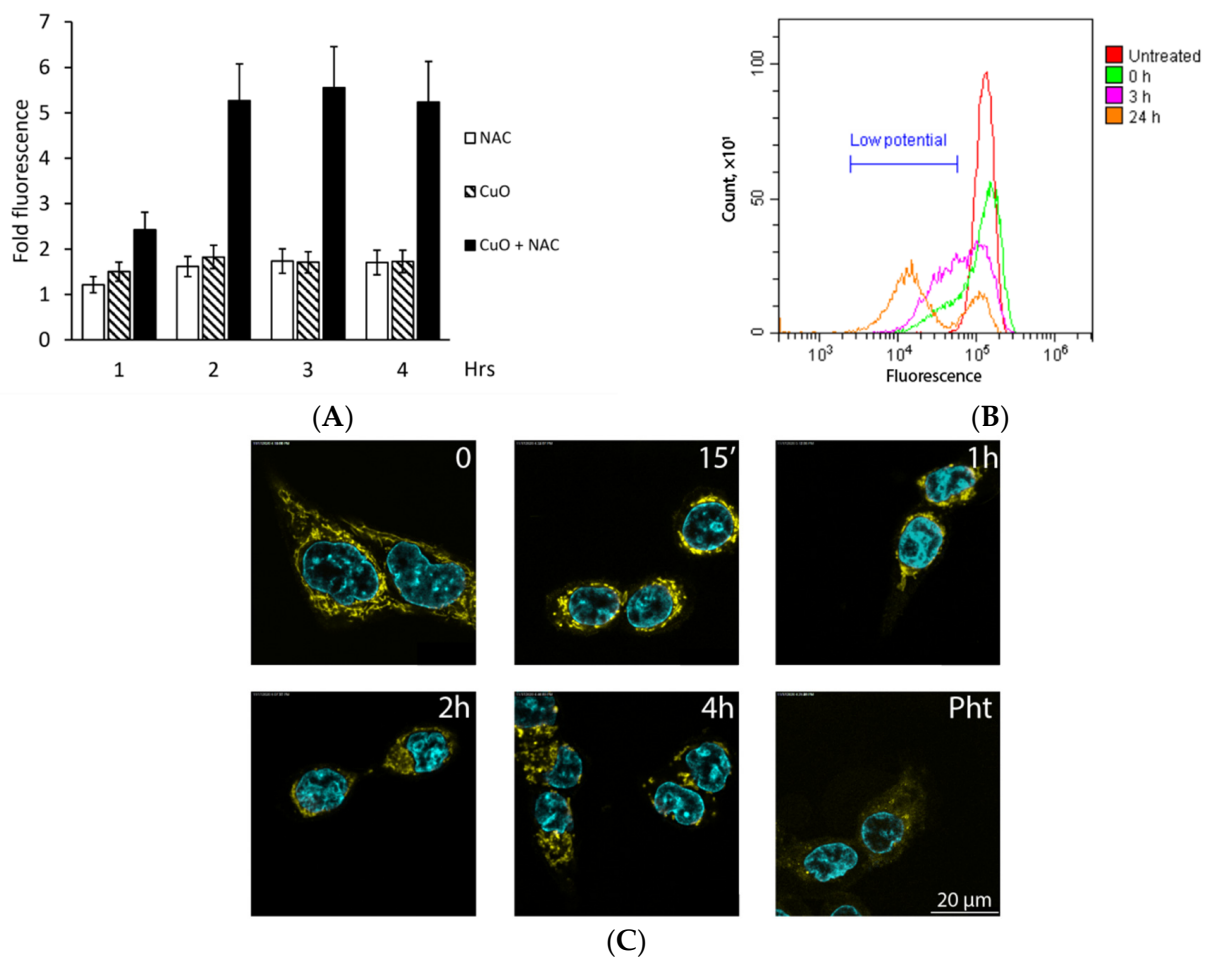 7
6
5
4
3
2
1
0
Fold fluorescence
1 2 3 4 Hrs
NAC
CuO
CuO + NAC
(A)
100
50
0
Count, ×10¹
Low potential
10³ 10⁴ 10⁵ 10⁶
Fluorescence
Untreated
0 h
3 h
24 h
(B)
0
15’
1h
2h
4h
Pht
20 µm
(C)